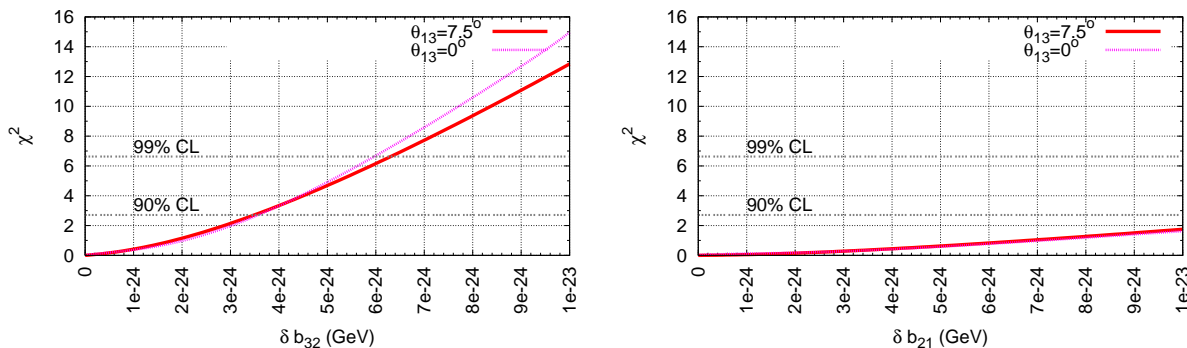 16
14
12
10
8
6
4
2
0
χ²
θ₁₃=7.5°
θ₁₃=0°
99% CL
90% CL
0
1e-24
2e-24
3e-24
4e-24
5e-24
6e-24
7e-24
8e-24
9e-24
1e-23
δ b₃₂ (GeV)
16
14
12
10
8
6
4
2
0
χ²
θ₁₃=7.5°
θ₁₃=0°
99% CL
90% CL
0
1e-24
2e-24
3e-24
4e-24
5e-24
6e-24
7e-24
8e-24
9e-24
1e-23
δ b₂₁ (GeV)